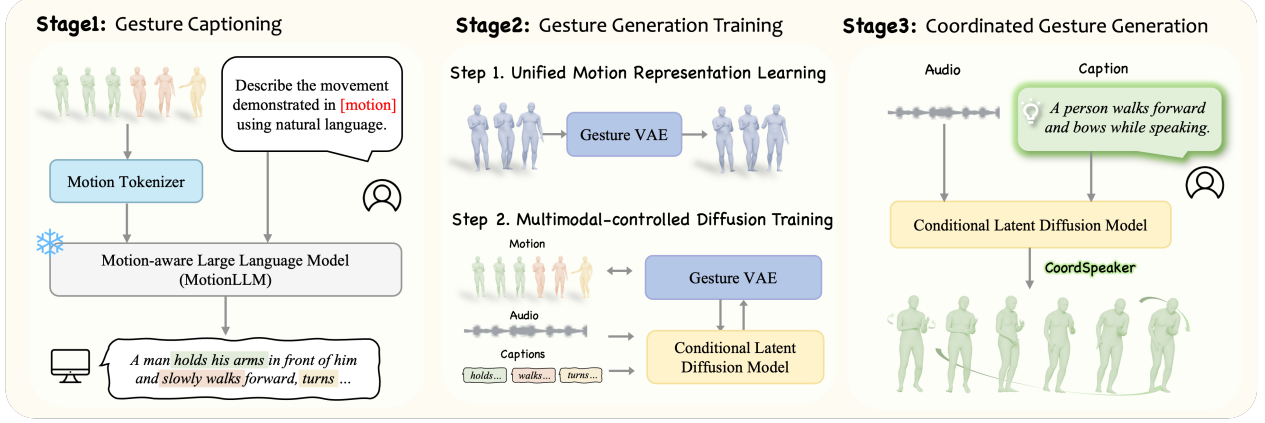 Stage1: Gesture Captioning
Describe the movement
demonstrated in [motion]
using natural language.
Motion Tokenizer
Motion-aware Large Language Model
(MotionLLM)
A man holds his arms in front of him
and slowly walks forward, turns ...
Stage2: Gesture Generation Training
Step 1. Unified Motion Representation Learning
Gesture VAE
Step 2. Multimodal-controlled Diffusion Training
Motion
Gesture VAE
Audio
Captions
holds...
walks...
turns...
Conditional Latent
Diffusion Model
Stage3: Coordinated Gesture Generation
Audio
Caption
A person walks forward
and bows while speaking.
Conditional Latent Diffusion Model
CoordSpeaker